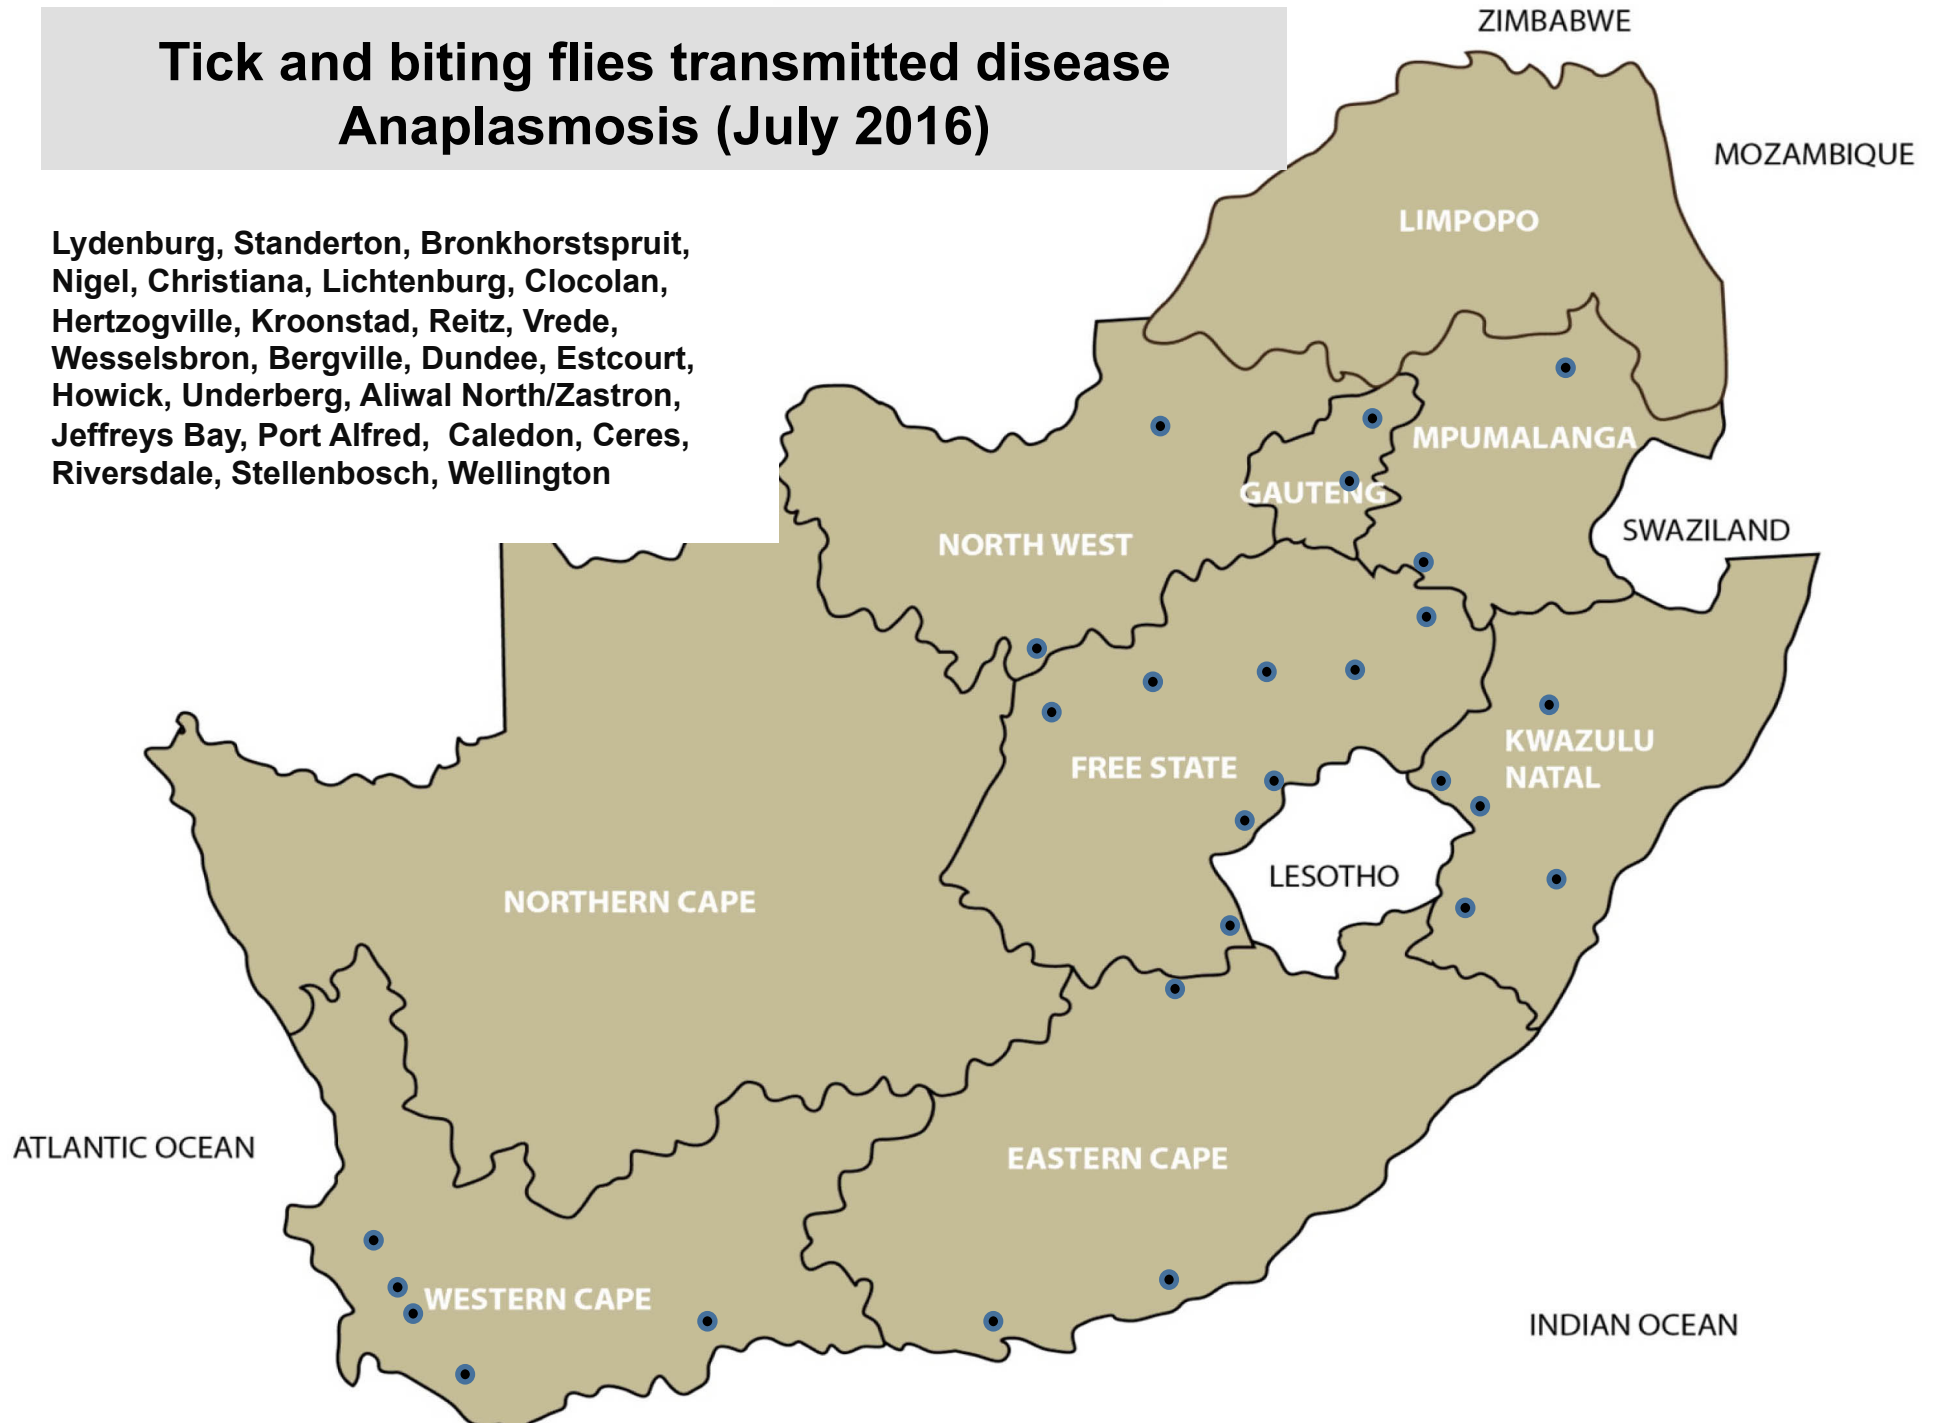 Tick and biting flies transmitted disease
Anaplasmosis (July 2016)
Lydenburg, Standerton, Bronkhorstspruit,
Nigel, Christiana, Lichtenburg, Clocolan,
Hertzogville, Kroonstad, Reitz, Vrede,
Wesselsbron, Bergville, Dundee, Estcourt,
Howick, Underberg, Aliwal North/Zastron,
Jeffreys Bay, Port Alfred, Caledon, Ceres,
Riversdale, Stellenbosch, Wellington
ZIMBABWE
MOZAMBIQUE
LIMPOPO
MPUMALANGA
GAUTENG
SWAZILAND
NORTH WEST
KWAZULU
NATAL
FREE STATE
LESOTHO
NORTHERN CAPE
ATLANTIC OCEAN
EASTERN CAPE
WESTERN CAPE
INDIAN OCEAN